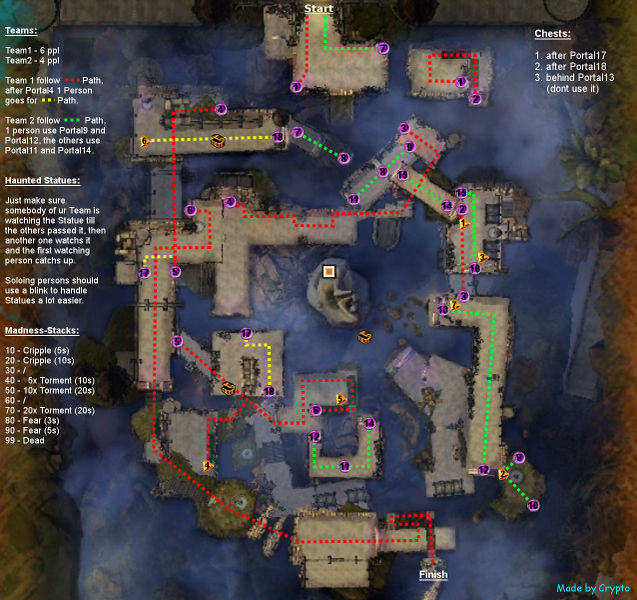 Start
Teams:
Team1 - 6 ppl
Team2 - 4 ppl
Team 1 follow Path,
after Portal4 1 Person
goes for Path.
Team 2 follow Path,
1 person use Portal9 and
Portal12, the others use
Portal11 and Portal14.
Haunted Statues:
Just make sure
somebody of ur Team is
watching the Statue till
the others passed it, then
another one watchs it
and the first watching
person catchs up.
Soloing persons should
use a blink to handle
Statues a lot easier.
Madness-Stacks:
10 - Cripple (5s)
20 - Cripple (10s)
30 - /
40 - 5x Torment (10s)
50 - 10x Torment (20s)
60 - /
70 - 20x Torment (20s)
80 - Fear (3s)
90 - Fear (5s)
99 - Dead
Chests:
1. after Portal17
2. after Portal18
3. behind Portal13
(dont use it)
Finish
Made by Crypto